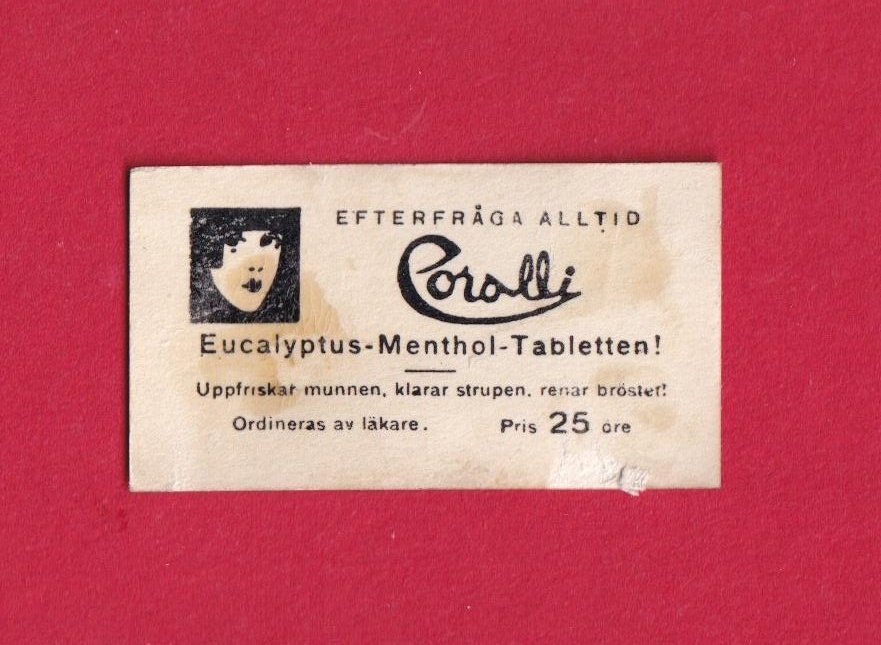 EFTERFRÅGA ALLTID
Coralli
Eucalyptus-Menthol-Tabletten!
Uppfriskar munnen, klarar strupen, renar bröstet!
Ordineras av läkare. Pris 25 öre